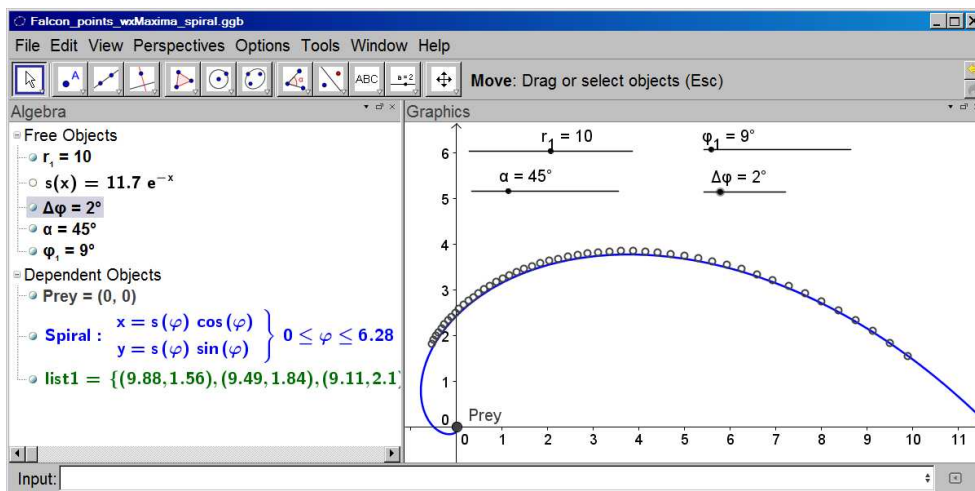 Falcon_points_wxMaxima_spiral.ggb
File Edit View Perspectives Options Tools Window Help
A
α
ABC
a=2
Move: Drag or select objects (Esc)
Algebra
Graphics
Free Objects
r₁ = 10
s(x) = 11.7 e⁻ˣ
Δφ = 2°
α = 45°
φ₁ = 9°
Dependent Objects
Prey = (0, 0)
Spiral : x = s(φ) cos(φ)
y = s(φ) sin(φ) } 0 ≤ φ ≤ 6.28
list1 = {(9.88,1.56),(9.49,1.84),(9.11,2.1)
r₁ = 10
φ₁ = 9°
α = 45°
Δφ = 2°
6
5
4
3
2
1
0
Prey
0 1 2 3 4 5 6 7 8 9 10 11
Input: